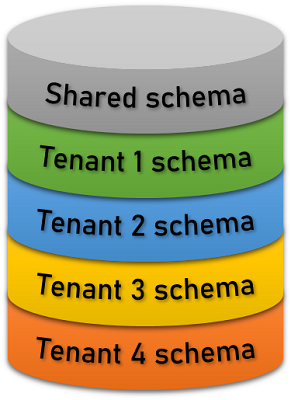 Shared schema
Tenant 1 schema
Tenant 2 schema
Tenant 3 schema
Tenant 4 schema